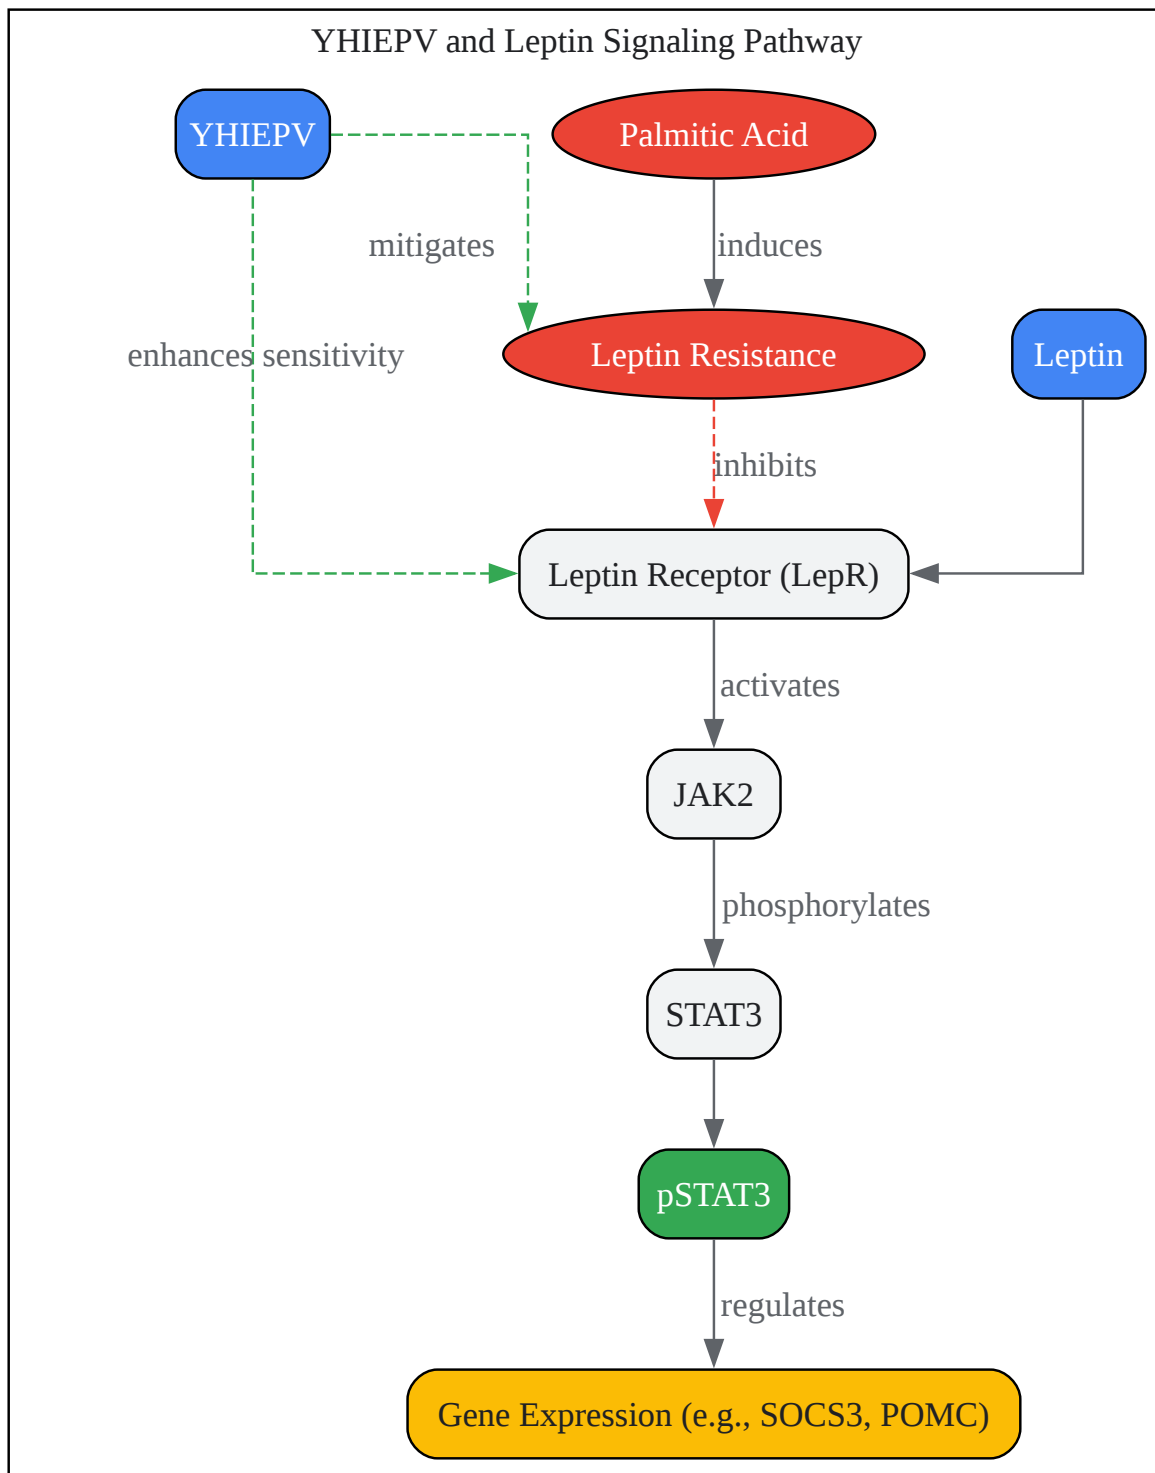 YHIEPV and Leptin Signaling Pathway
YHIEPV
Palmitic Acid
mitigates
induces
enhances sensitivity
Leptin Resistance
Leptin
inhibits
Leptin Receptor (LepR)
activates
JAK2
phosphorylates
STAT3
pSTAT3
regulates
Gene Expression (e.g., SOCS3, POMC)